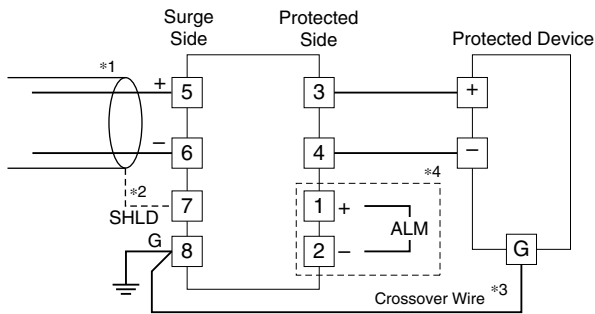 Surge
Side
Protected
Side
Protected Device
*1
+ 5
3
+
− 6
4
−
*2
*4
SHLD 7
1 +
ALM
G 8
2 −
G
Crossover Wire *3